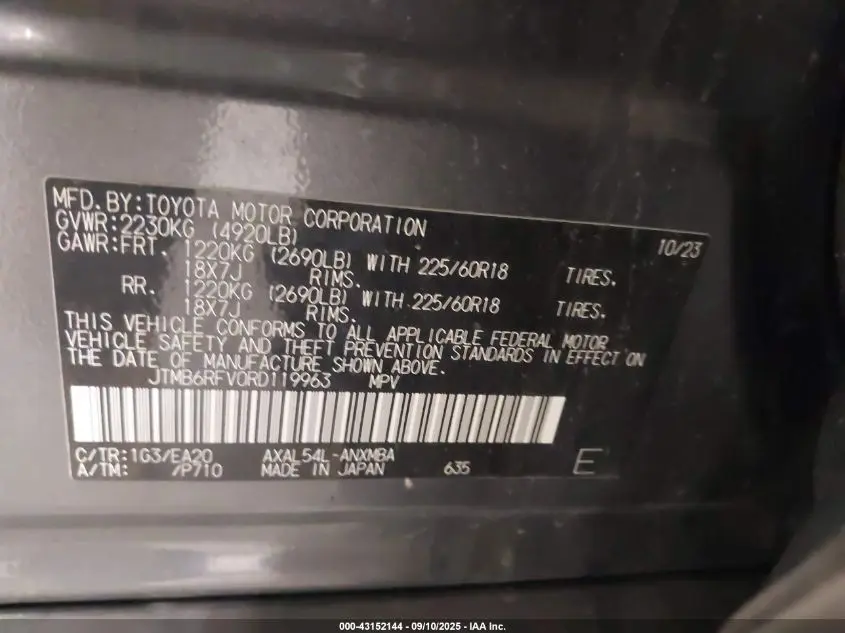 MFD.BY:TOYOTA MOTOR CORPORATION 10/23
GVWR:2230KG (4920LB)
GAWR:FRT. 1220KG (2690LB) WITH 225/60R18 TIRES.
18X7J RIMS.
RR. 1220KG (2690LB) WITH 225/60R18 TIRES.
18X7J RIMS.
THIS VEHICLE CONFORMS TO ALL APPLICABLE FEDERAL MOTOR
VEHICLE SAFETY AND THEFT PREVENTION STANDARDS IN EFFECT ON
THE DATE OF MANUFACTURE SHOWN ABOVE.
JTMB6RFV0RD119963 MPV
C/TR:1G3/EA20 AXAL54L-ANXMBA
A/TM: /P710 MADE IN JAPAN 635 E
000-43152144 - 09/10/2025 - IAA Inc.